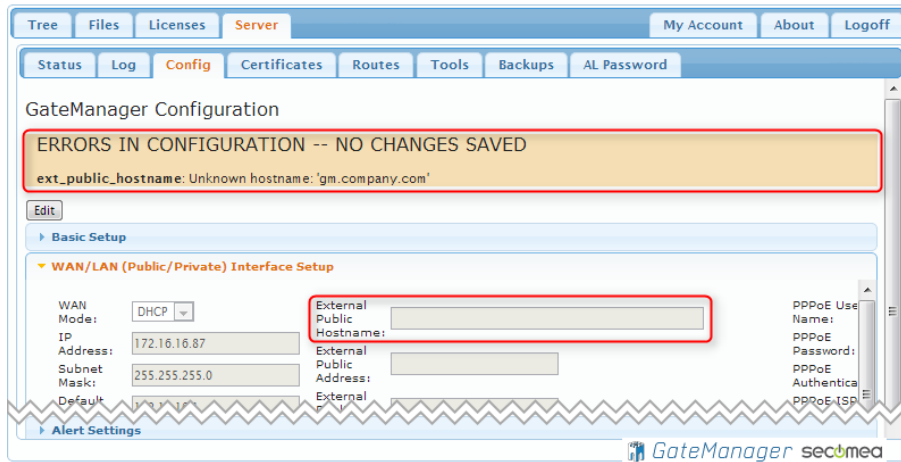 Tree Files Licenses Server My Account About Logoff
Status Log Config Certificates Routes Tools Backups AL Password
GateManager Configuration
ERRORS IN CONFIGURATION -- NO CHANGES SAVED
ext_public_hostname: Unknown hostname: 'gm.company.com'
Edit
Basic Setup
WAN/LAN (Public/Private) Interface Setup
WAN Mode: DHCP
External Public Hostname:
PPPoE Use
Name:
IP Address: 172.16.16.87
External Public Address:
PPPoE
Password:
Subnet Mask: 255.255.255.0
PPPoE
Authentica
Default
External
PPPoE ISP
Alert Settings
GateManager secomea